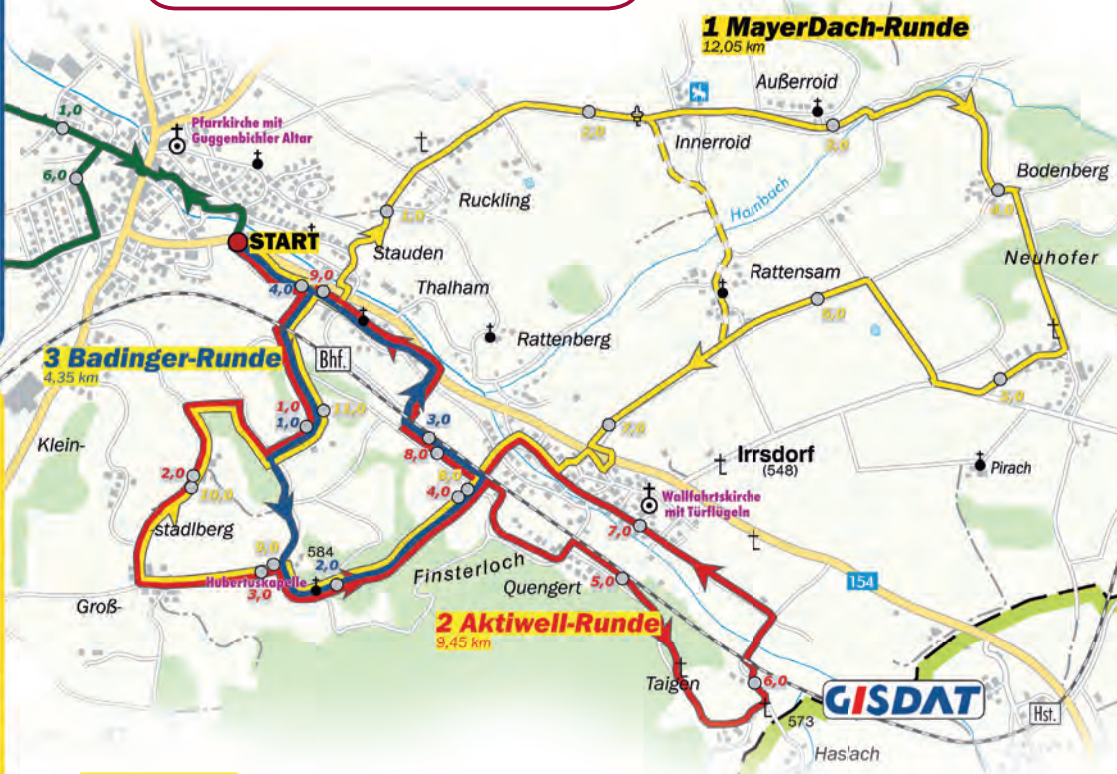 1 MayerDach-Runde
12,05 km
Außerroid
1,0
Pfarrkirche mit
Guggenbichler Altar
2,0
Innerroid
3,0
6,0
Bodenberg
Ruckling
Hainbach
4,0
1,0
START
Stauden
Neuhofer
Rattensam
9,0
4,0
Thalham
6,0
Rattenberg
3 Badinger-Runde
4,35 km
Bhf.
5,0
1,0
1,0
11,0
3,0
7,0
Klein-
8,0
Irrsdorf
(548)
Pirach
2,0
10,0
8,0
4,0
Wallfahrtskirche
mit Türflügeln
stadlberg
7,0
9,0
584
2,0
Finsterloch
Hubertuskapelle
3,0
Quengert
5,0
154
Groß-
2 Aktiwell-Runde
9,45 km
Taigen
6,0
GISDAT
573
Hst.
Haslach